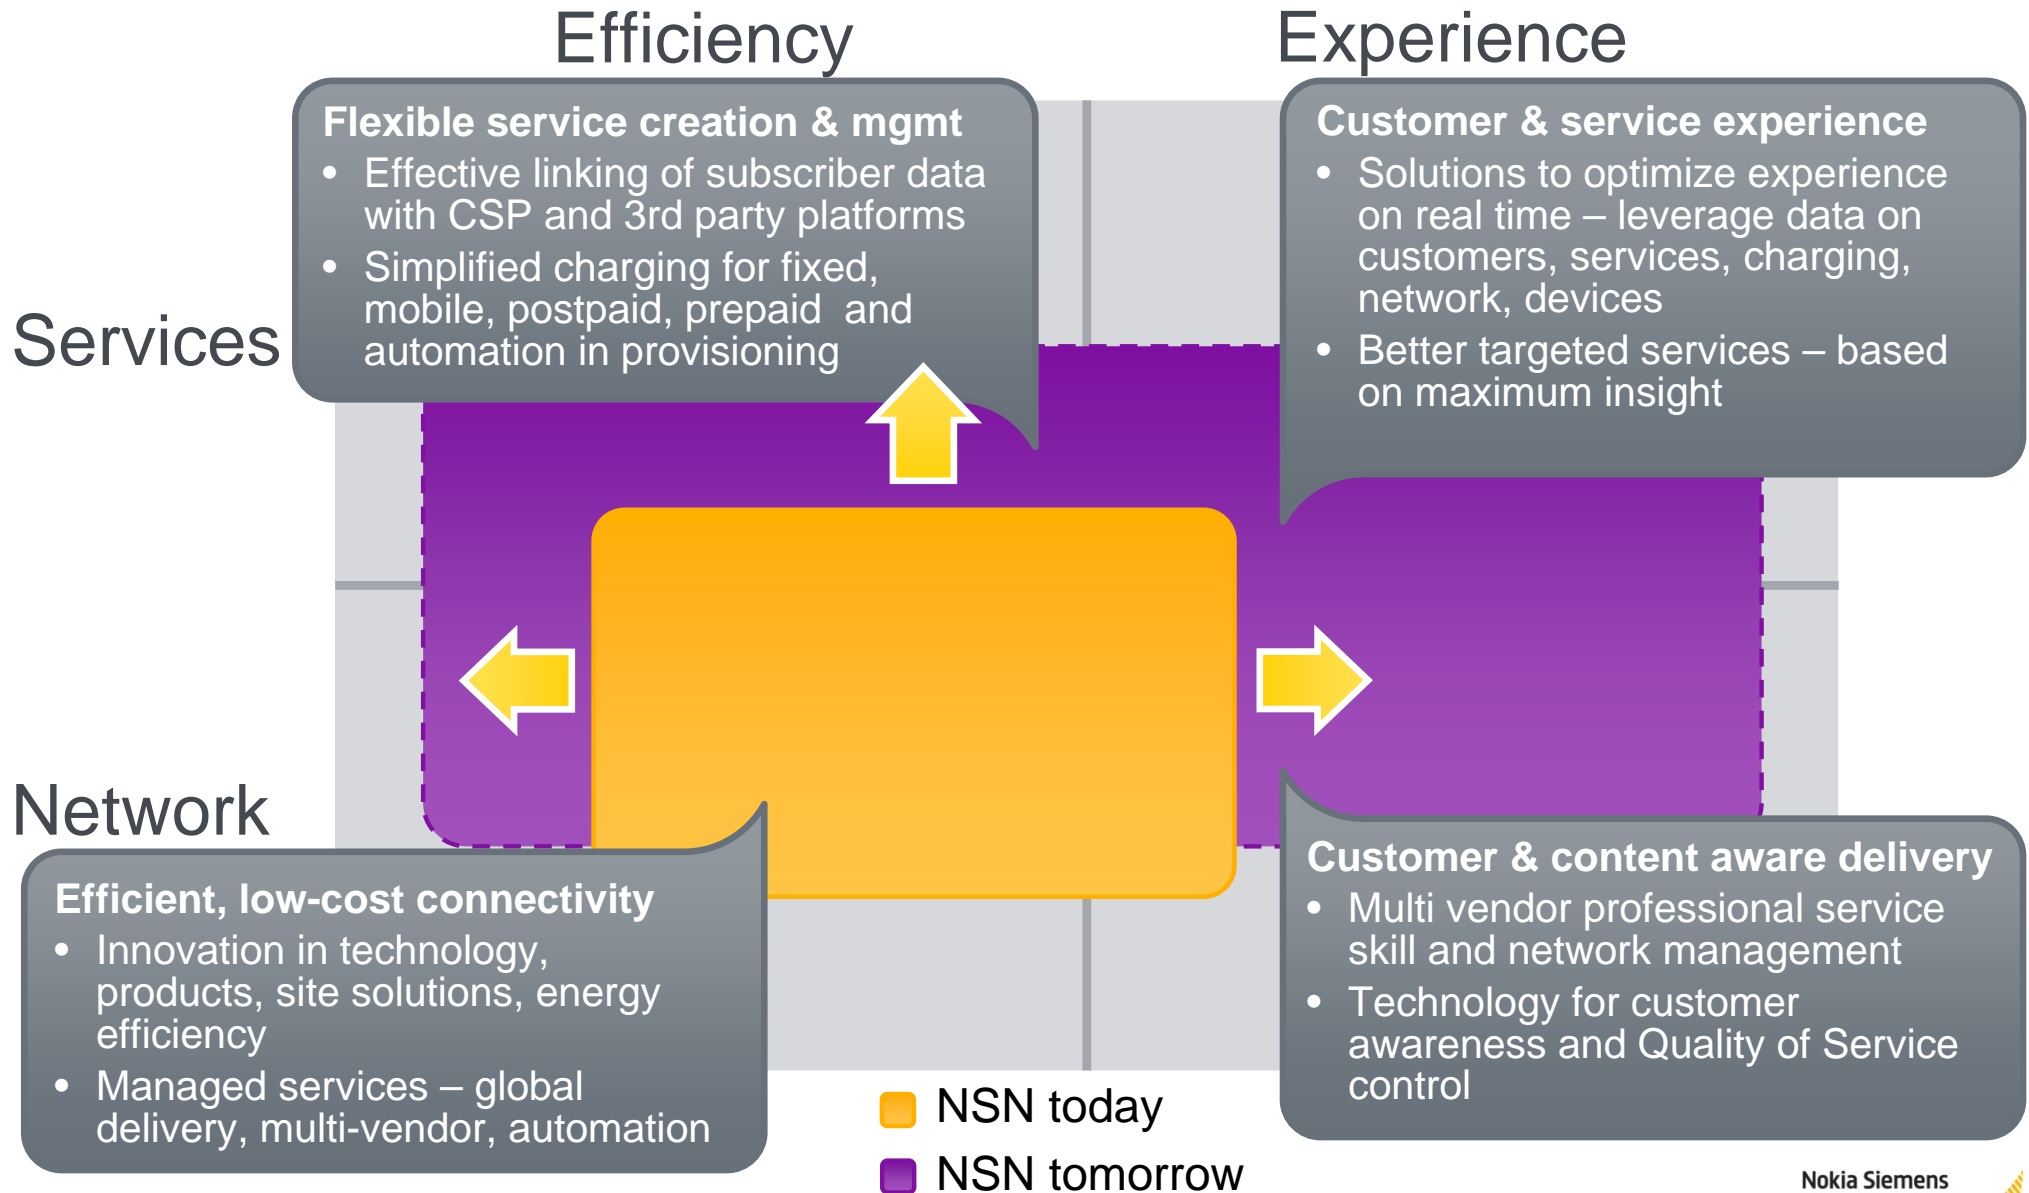 Efficiency
Experience
Flexible service creation & mgmt
• Effective linking of subscriber data
with CSP and 3rd party platforms
• Simplified charging for fixed,
mobile, postpaid, prepaid and
automation in provisioning
Customer & service experience
• Solutions to optimize experience
on real time – leverage data on
customers, services, charging,
network, devices
• Better targeted services – based
on maximum insight
Services
Network
Efficient, low-cost connectivity
• Innovation in technology,
products, site solutions, energy
efficiency
• Managed services – global
delivery, multi-vendor, automation
Customer & content aware delivery
• Multi vendor professional service
skill and network management
• Technology for customer
awareness and Quality of Service
control
NSN today
NSN tomorrow
Nokia Siemens